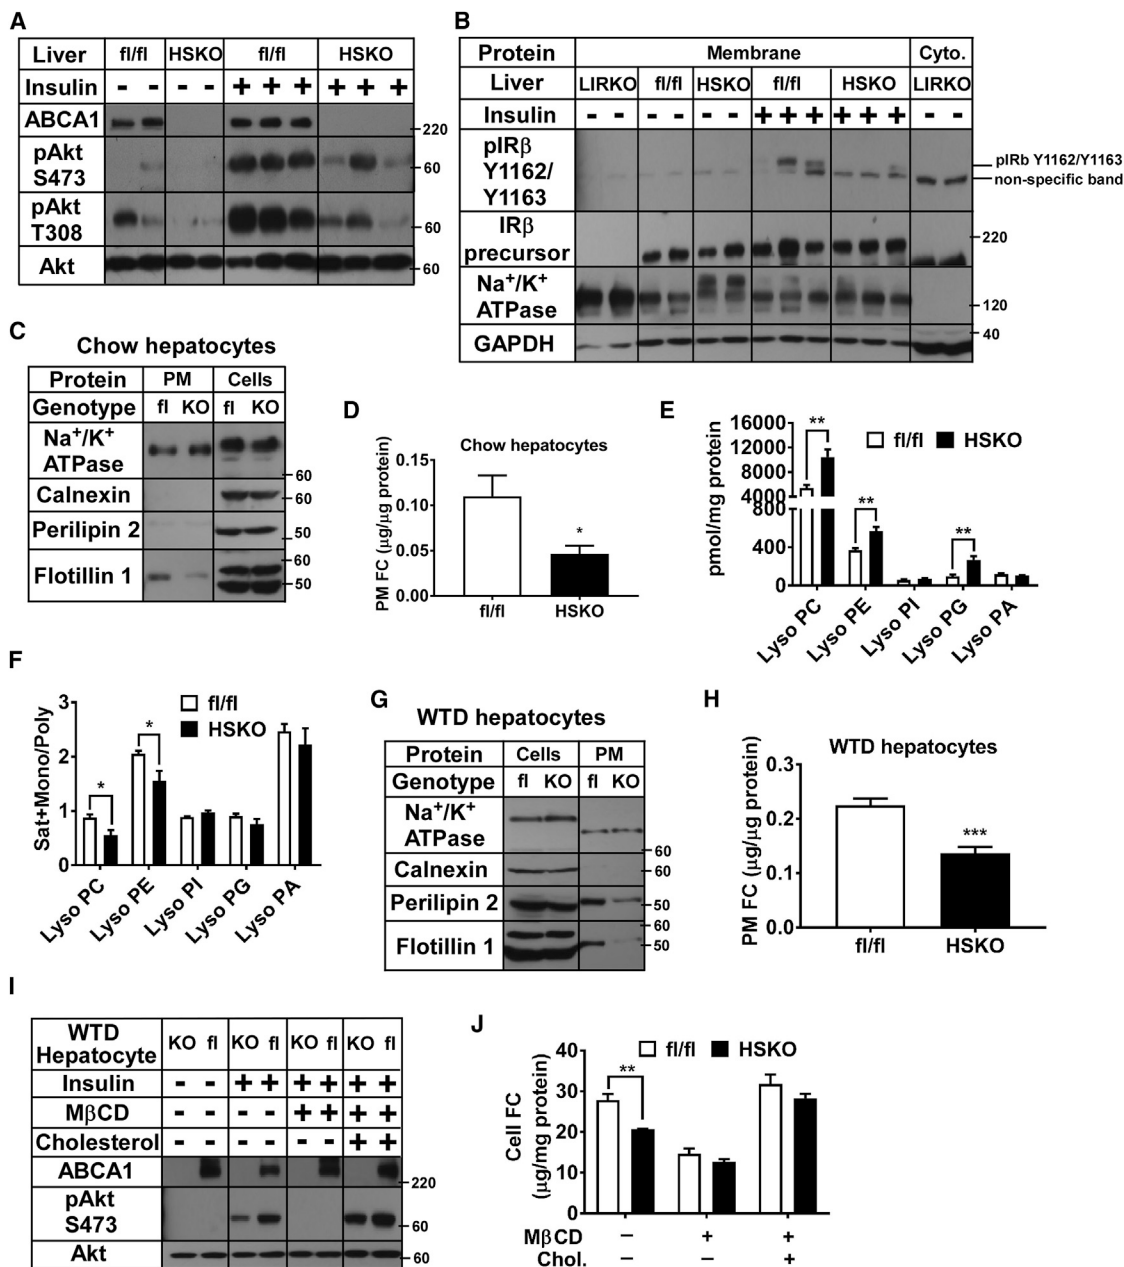 A
Liver fl/fl HSKO fl/fl HSKO
Insulin - - - - + + + + + +
ABCA1
220
pAkt
S473
60
pAkt
T308
60
Akt
60
B
Protein Membrane Cyto.
Liver LIRKO fl/fl HSKO fl/fl HSKO LIRKO
Insulin - - - - - - + + + + + + - -
pIRβ
Y1162/
Y1163
pIRb Y1162/Y1163
non-specific band
IRβ
precursor
220
Na+/K+
ATPase
120
GAPDH
40
C
Chow hepatocytes
Protein PM Cells
Genotype fl KO fl KO
Na+/K+
ATPase
60
Calnexin
60
Perilipin 2
50
Flotillin 1
60
50
D
Chow hepatocytes
PM FC (μg/μg protein)
0.15
0.10
0.05
0.00
*
fl/fl HSKO
E
pmol/mg protein
16000
12000
8000
4000
800
400
0
fl/fl HSKO
**
**
**
Lyso PC Lyso PE Lyso PI Lyso PG Lyso PA
F
Sat+Mono/Poly
3
2
1
0
fl/fl
HSKO
*
*
Lyso PC Lyso PE Lyso PI Lyso PG Lyso PA
G
WTD hepatocytes
Protein Cells PM
Genotype fl KO fl KO
Na+/K+
ATPase
60
Calnexin
60
Perilipin 2
50
Flotillin 1
60
50
H
WTD hepatocytes
PM FC (μg/μg protein)
0.3
0.2
0.1
0.0
***
fl/fl HSKO
I
WTD
Hepatocyte
KO fl KO fl KO fl KO fl
Insulin - - + + + + + +
MβCD - - - - + + + +
Cholesterol - - - - - - + +
ABCA1
220
pAkt
S473
60
Akt
60
J
Cell FC
(μg/mg protein)
40
30
20
10
0
fl/fl HSKO
**
MβCD − + +
Chol. − − +